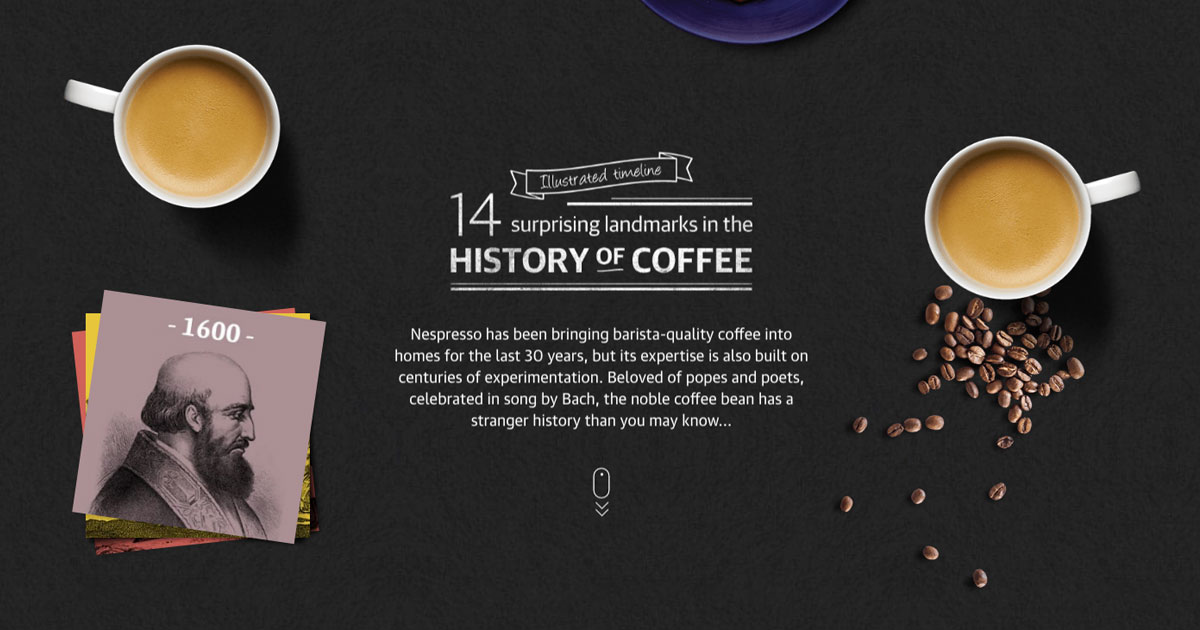 Illustrated timeline
14 surprising landmarks in the
HISTORY OF COFFEE
Nespresso has been bringing barista-quality coffee into
homes for the last 30 years, but its expertise is also built on
centuries of experimentation. Beloved of popes and poets,
celebrated in song by Bach, the noble coffee bean has a
stranger history than you may know...
- 1600 -